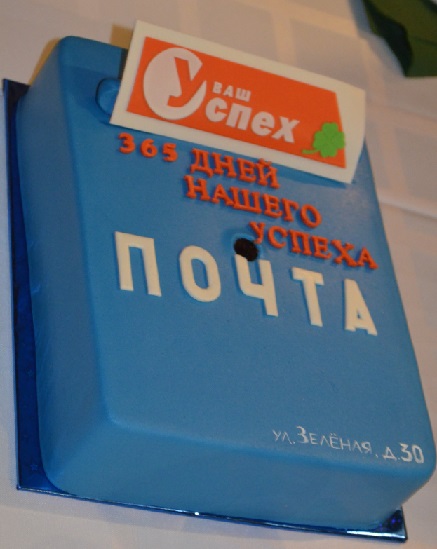 Ваш
Успех
365 ДНЕЙ
НАШЕГО
УСПЕХА
ПОЧТА
ул. Зелёная, д.30